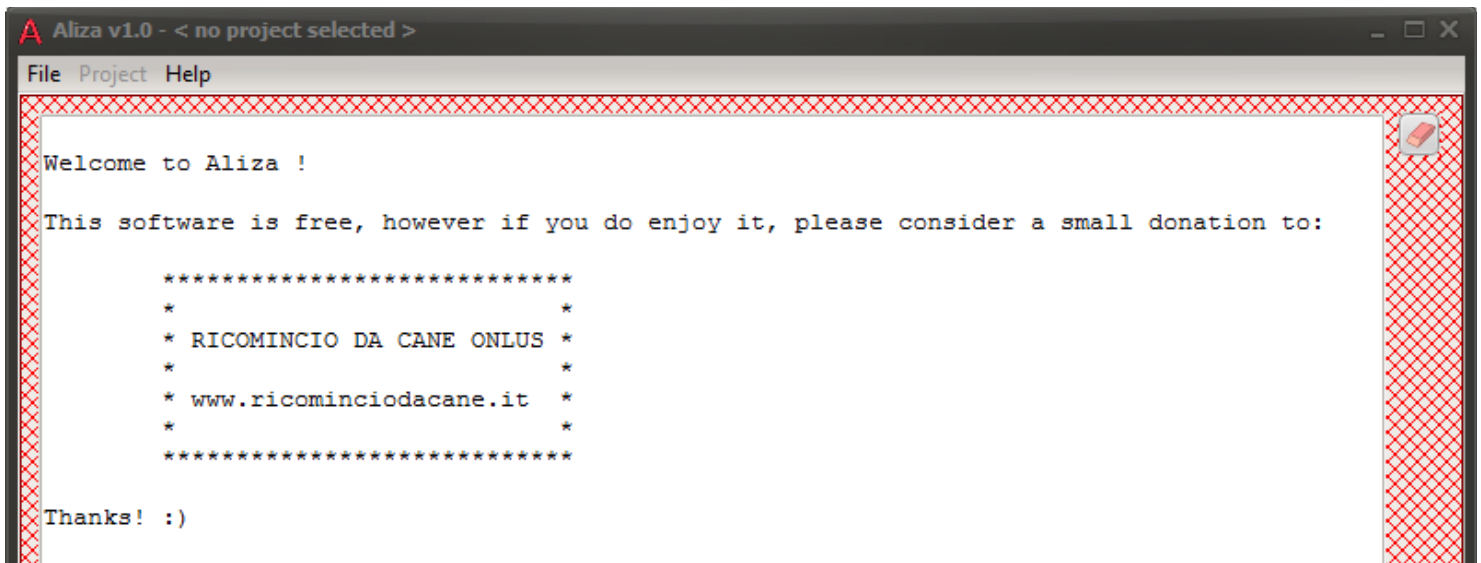 Aliza v1.0 - < no project selected >
File Project Help
Welcome to Aliza !
This software is free, however if you do enjoy it, please consider a small donation to:
****************************
* *
* RICOMINCIO DA CANE ONLUS *
* *
* www.ricominciodacane.it *
* *
****************************
Thanks! :)